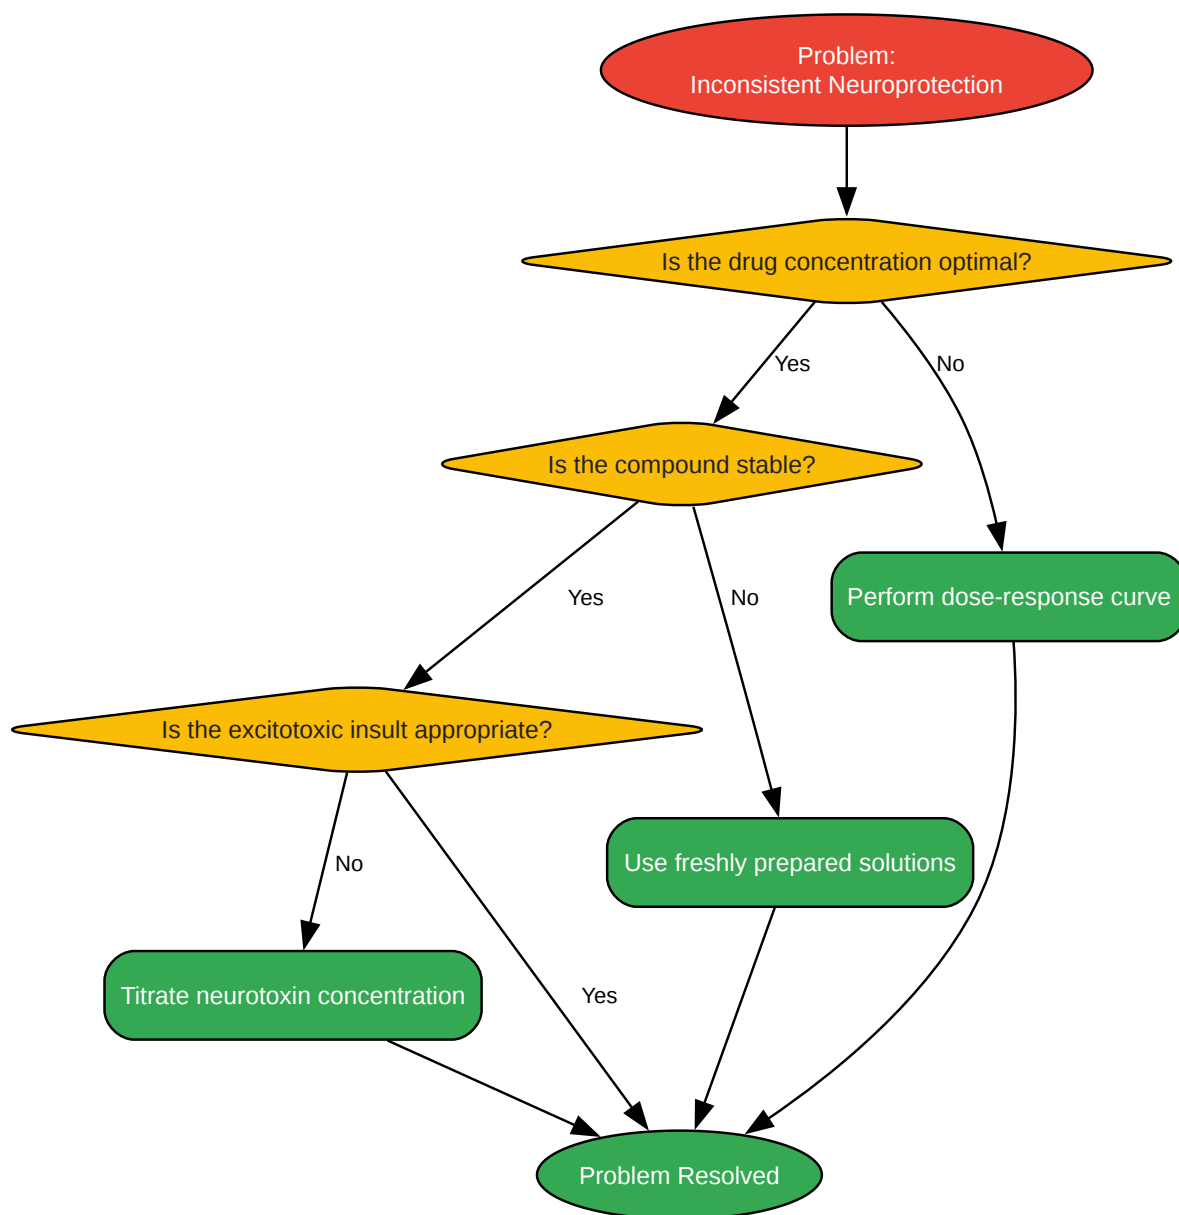 Problem:
Inconsistent Neuroprotection
Is the drug concentration optimal?
Yes
No
Is the compound stable?
Perform dose-response curve
Yes
No
Is the excitotoxic insult appropriate?
No
Use freshly prepared solutions
Titrate neurotoxin concentration
Yes
Problem Resolved